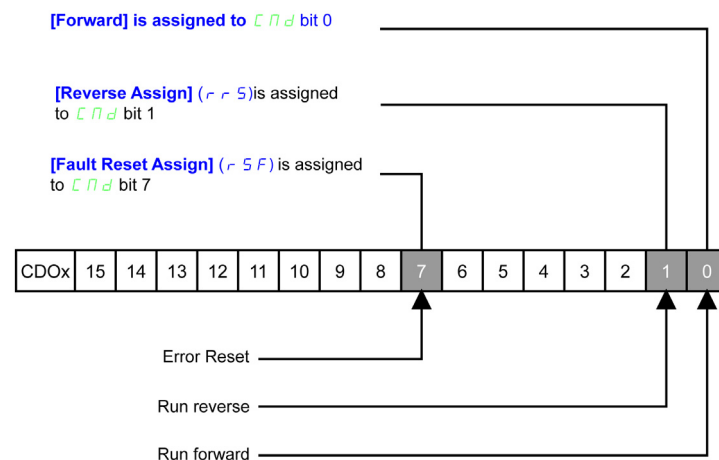 [Forward] is assigned to CMd bit 0
[Reverse Assign] (rrS)is assigned
to CMd bit 1
[Fault Reset Assign] (rSF) is assigned
to CMd bit 7
CDOx 15 14 13 12 11 10 9 8 7 6 5 4 3 2 1 0
Error Reset
Run reverse
Run forward